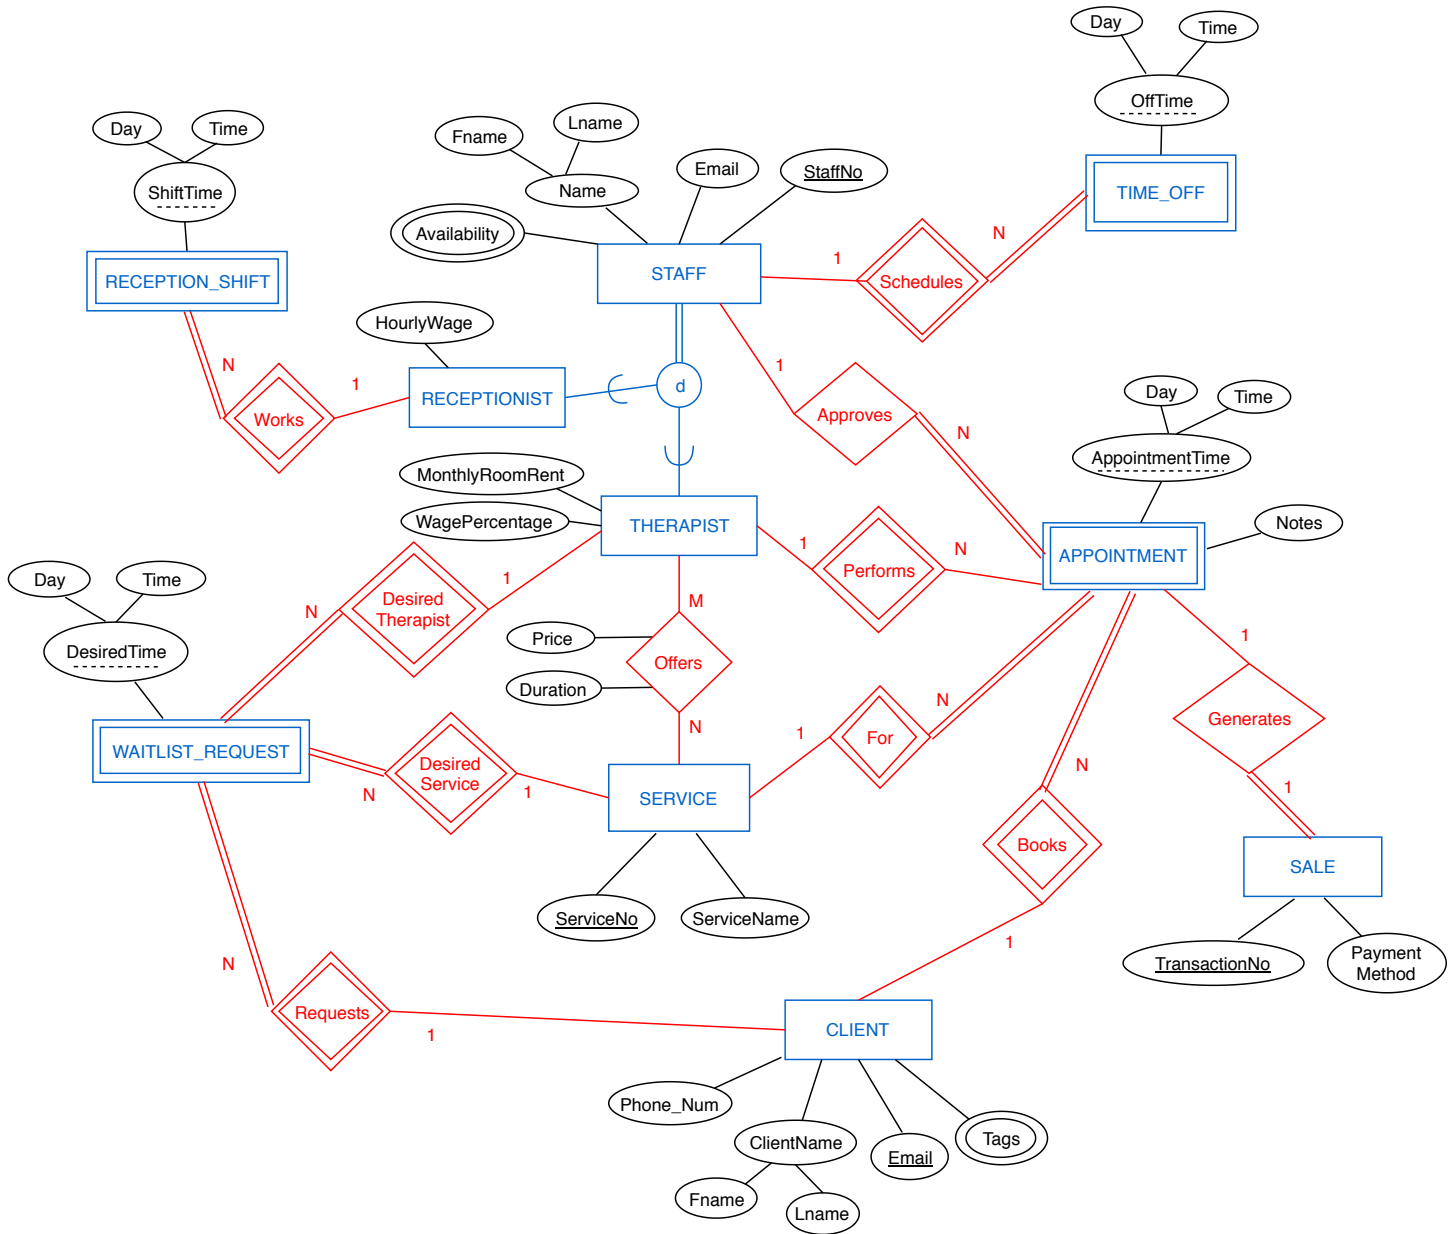 Day
Time
OffTime
TIME_OFF
Day
Time
ShiftTime
RECEPTION_SHIFT
Fname
Lname
Name
Email
StaffNo
Availability
STAFF
1
Schedules
N
HourlyWage
RECEPTIONIST
d
N
1
Works
1
Approves
N
Day
Time
AppointmentTime
Notes
APPOINTMENT
MonthlyRoomRent
WagePercentage
THERAPIST
1
Performs
N
Day
Time
DesiredTime
N
Desired
Therapist
1
M
Price
Offers
Duration
N
WAITLIST_REQUEST
N
Desired
Service
1
SERVICE
1
For
N
ServiceNo
ServiceName
N
Books
1
1
Generates
1
SALE
TransactionNo
Payment
Method
N
Requests
1
CLIENT
Phone_Num
ClientName
Email
Tags
Fname
Lname